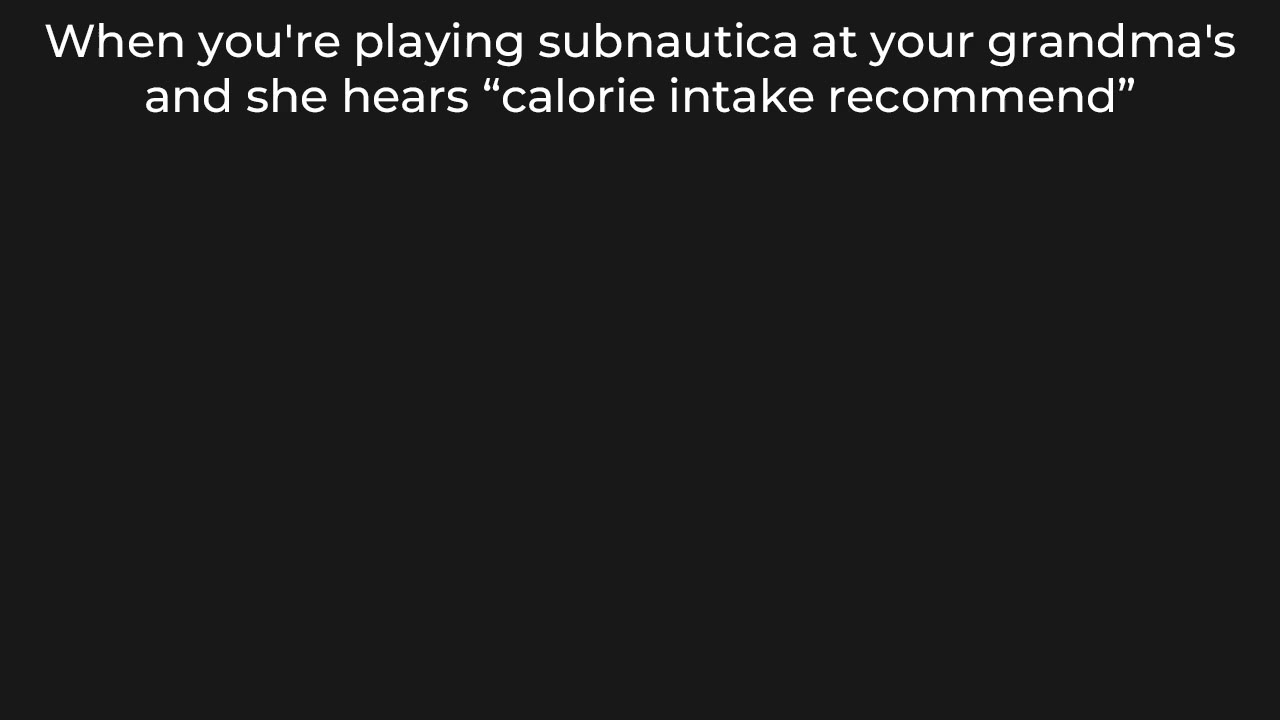 When you're playing subnautica at your grandma's
and she hears “calorie intake recommend”